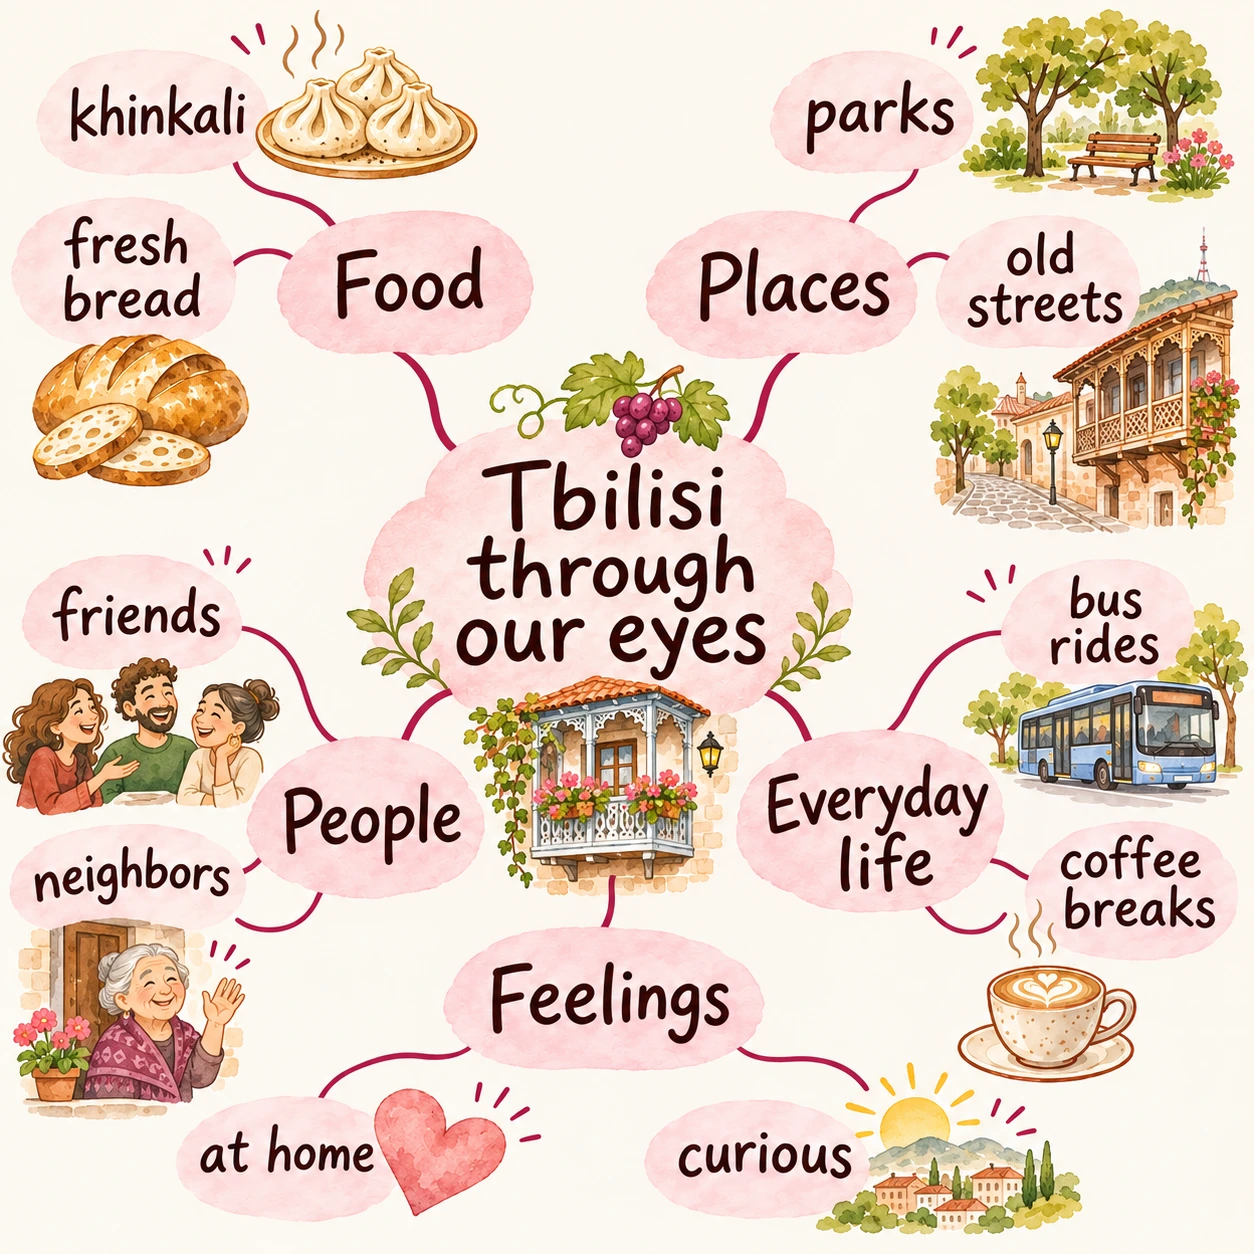 Tbilisi
through
our eyes
Food
khinkali
fresh
bread
Places
parks
old
streets
People
friends
neighbors
Everyday
life
bus
rides
coffee
breaks
Feelings
at home
curious